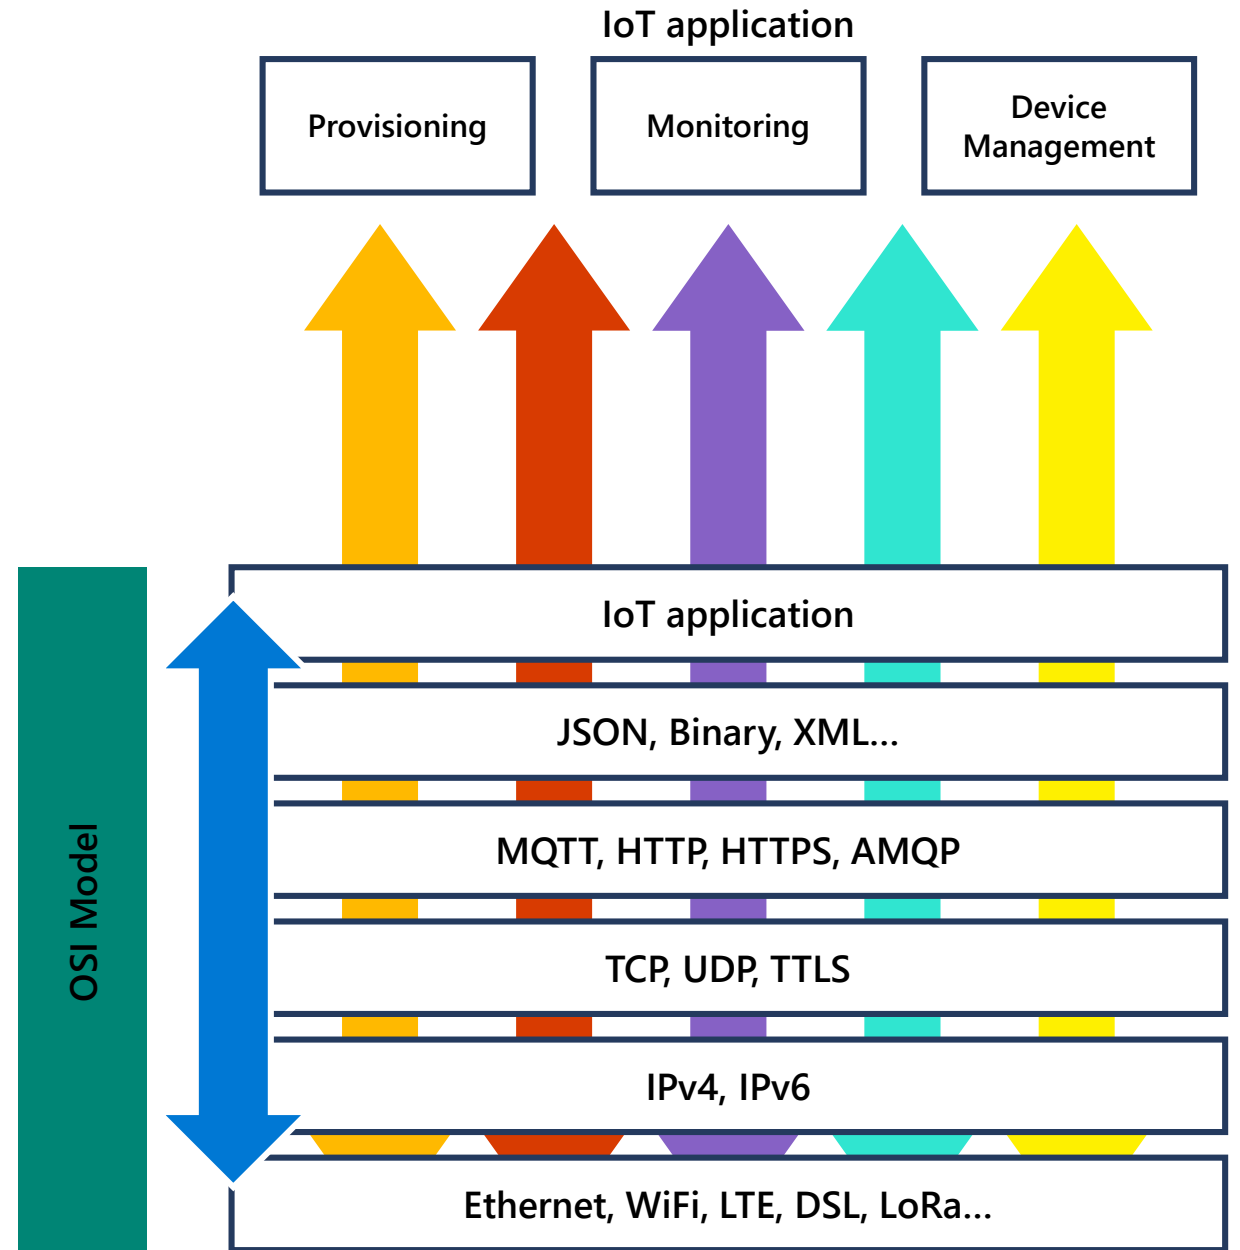 IoT application
Provisioning
Monitoring
Device
Management
IoT application
JSON, Binary, XML...
MQTT, HTTP, HTTPS, AMQP
TCP, UDP, TTLS
IPv4, IPv6
Ethernet, WiFi, LTE, DSL, LoRa...
OSI Model